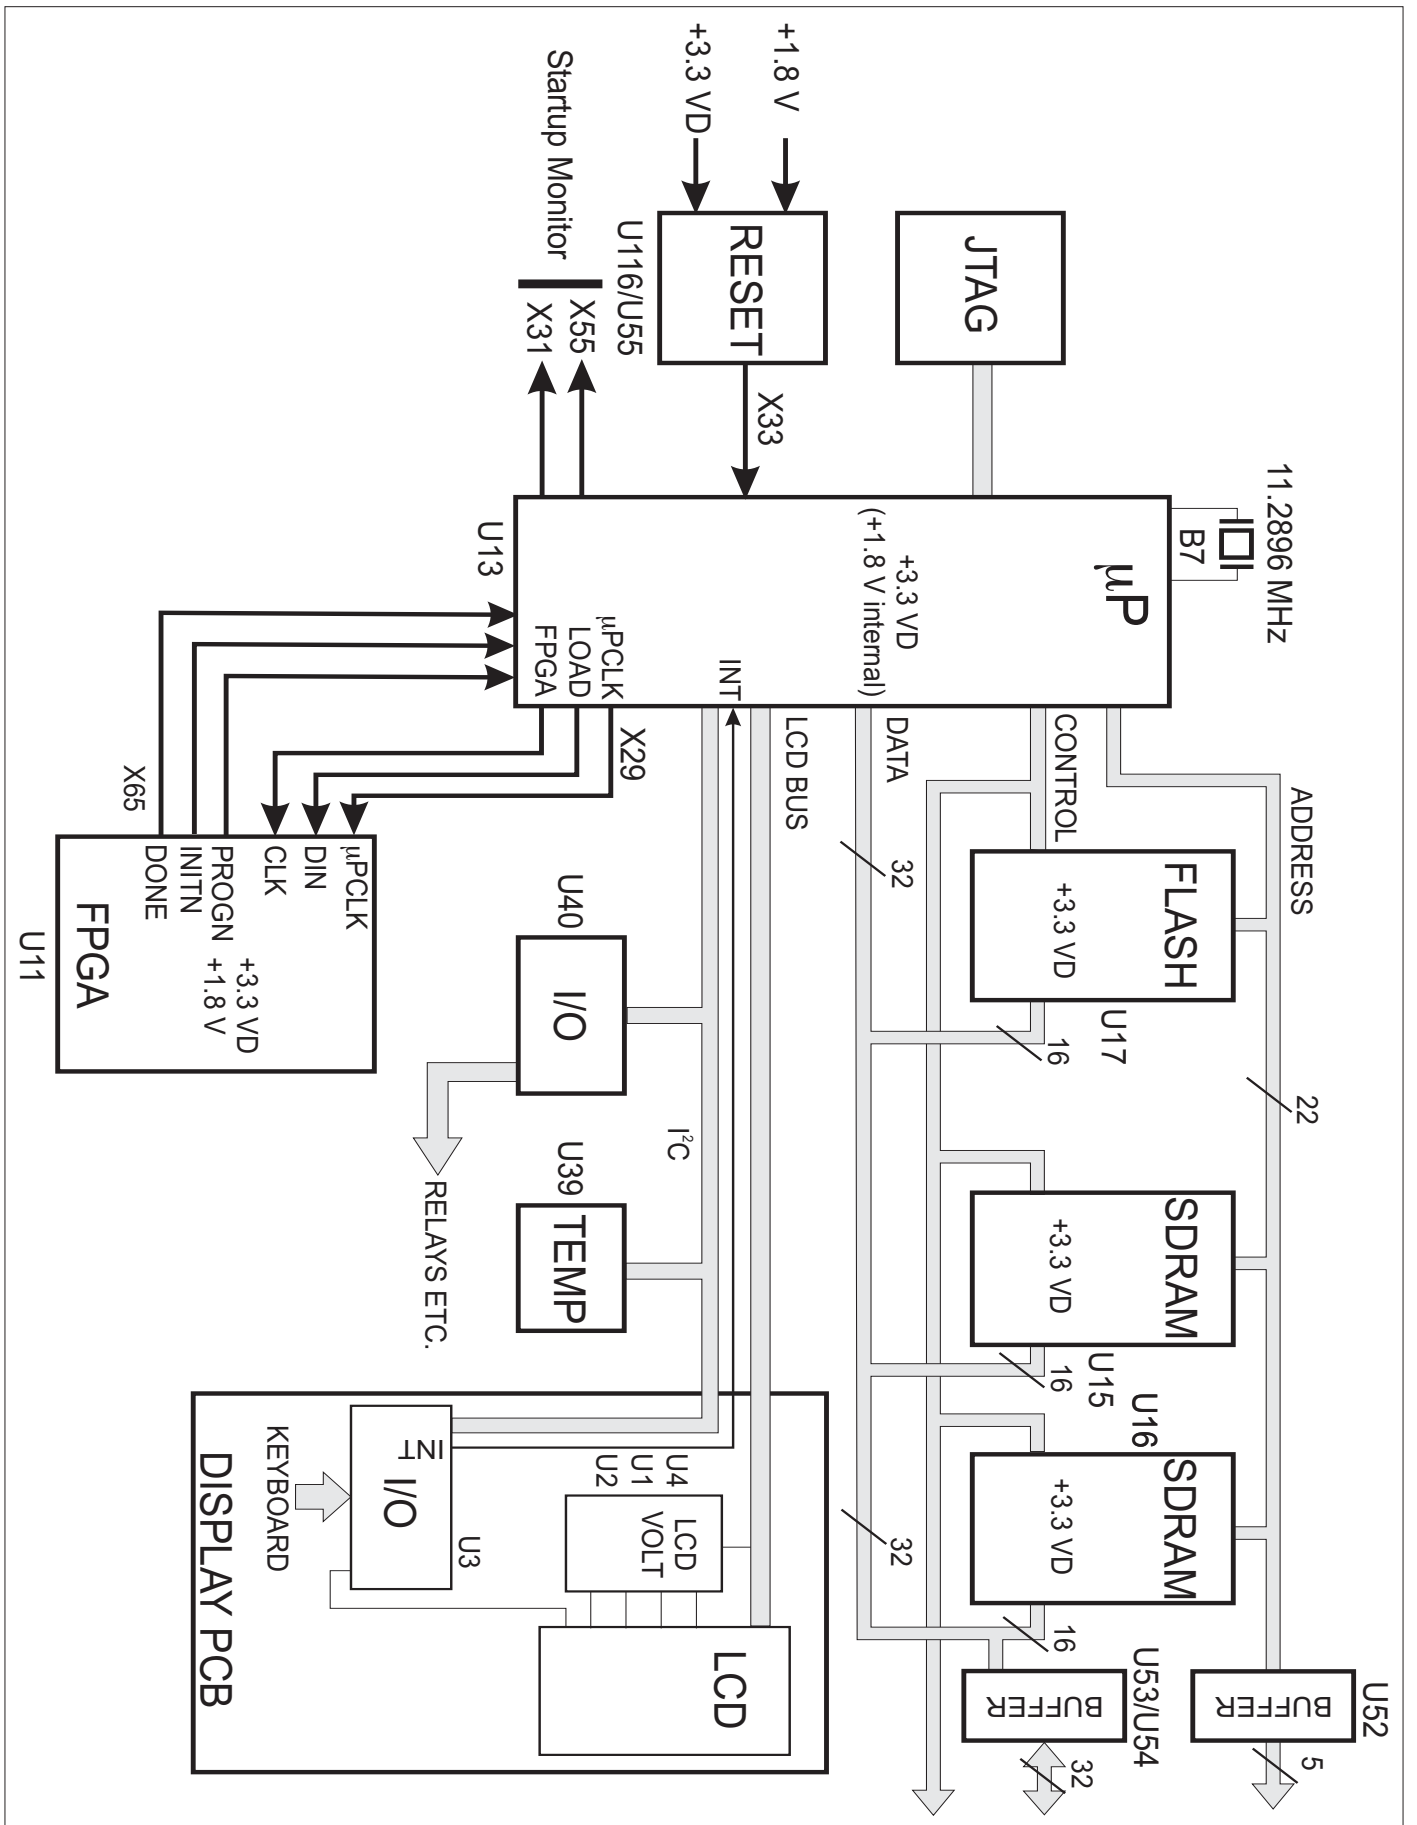 11.2896 MHz
B7
µP
+3.3 VD
(+1.8 V internal)
JTAG
+1.8 V
+3.3 VD
RESET
U116/U55
X33
Startup Monitor
X55
X31
U13
µPCLK
LOAD
FPGA
INT
X29
X65
ADDRESS
CONTROL
DATA
LCD BUS
32
FLASH
+3.3 VD
U17
16
22
SDRAM
+3.3 VD
U15
16
U16
SDRAM
+3.3 VD
16
32
U52
BUFFER
5
U53/U54
BUFFER
32
µPCLK
DIN
CLK
PROGN
INITN
DONE
+3.3 VD
+1.8 V
FPGA
U11
U40
I/O
RELAYS ETC.
I²C
U39
TEMP
U4
U1
U2
LCD
VOLT
LCD
INT
I/O
U3
KEYBOARD
DISPLAY PCB